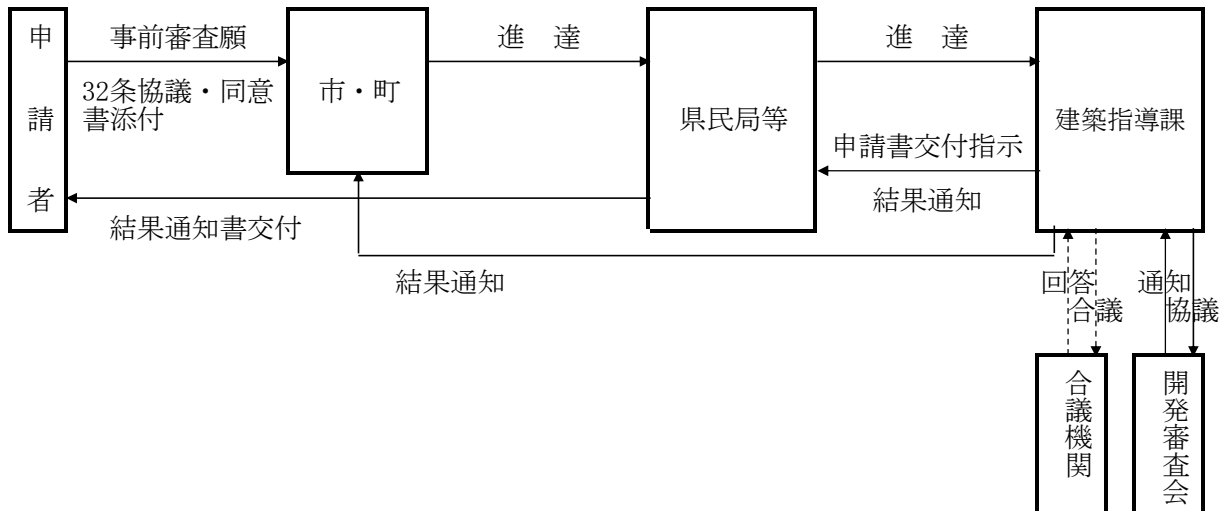 申請者
事前審査願
32条協議・同意
書添付
市・町
進　達
県民局等
進　達
建築指導課
申請書交付指示
結果通知
結果通知書交付
結果通知
回答
合議
通知
協議
合議機関
開発審査会